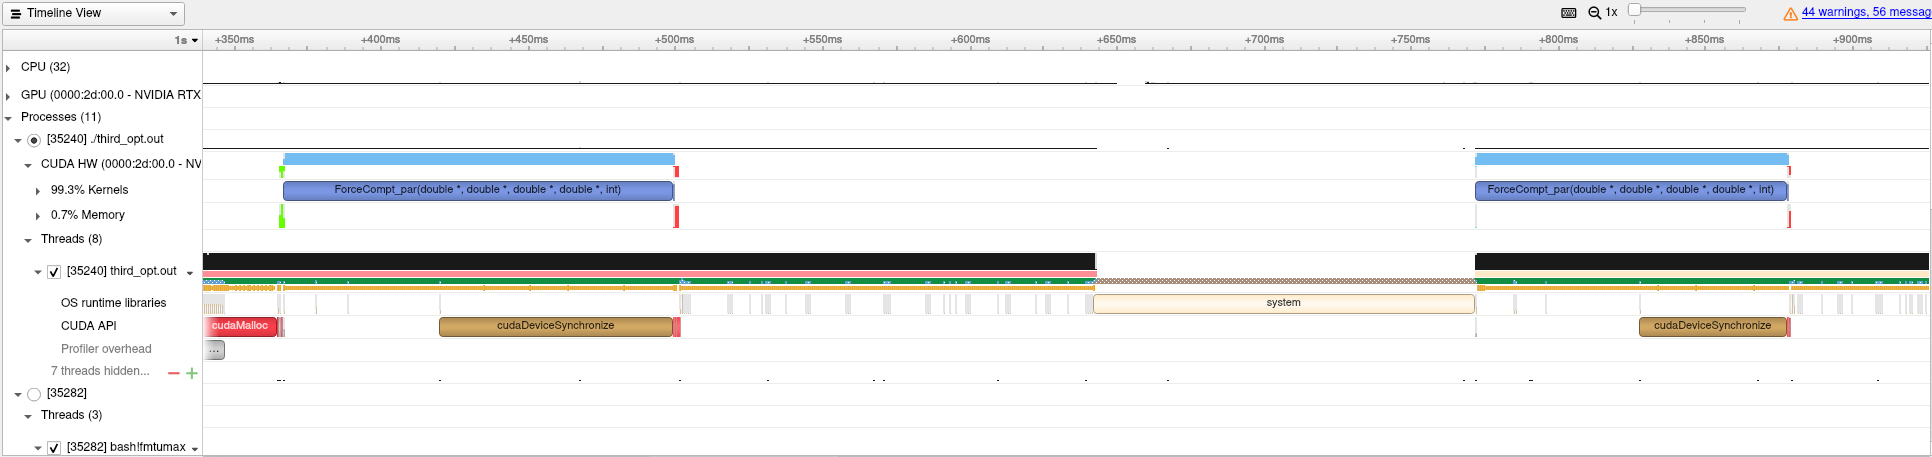 Timeline View
1x
44 warnings, 56 messag
1s
+350ms +400ms +450ms +500ms +550ms +600ms +650ms +700ms +750ms +800ms +850ms +900ms
CPU (32)
GPU (0000:2d:00.0 - NVIDIA RTX
Processes (11)
[35240] ./third_opt.out
CUDA HW (0000:2d:00.0 - NV
99.3% Kernels
ForceCompt_par(double *, double *, double *, double *, int) ForceCompt_par(double *, double *, double *, double *, int)
0.7% Memory
Threads (8)
[35240] third_opt.out
OS runtime libraries
system
CUDA API
cudaMalloc cudaDeviceSynchronize cudaDeviceSynchronize
Profiler overhead
...
7 threads hidden...
[35282]
Threads (3)
[35282] bash!fmtumax